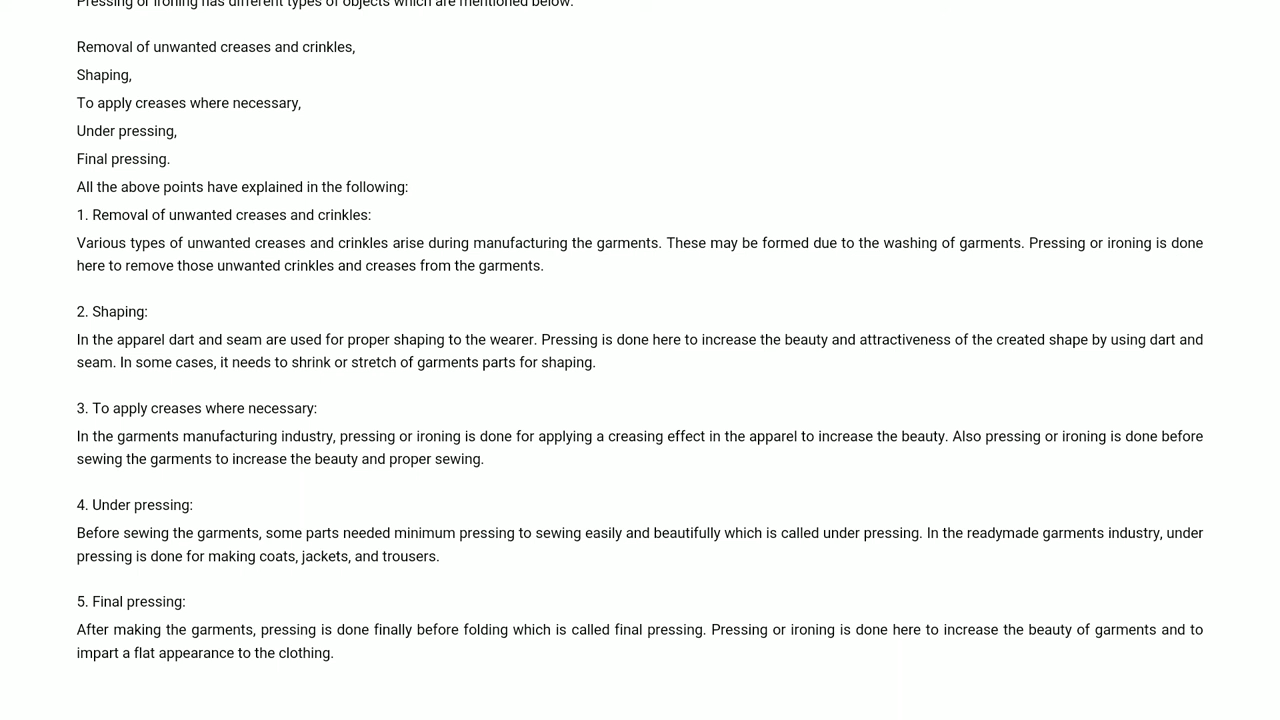 Pressing or ironing has different types of objects which are mentioned below:
Removal of unwanted creases and crinkles,
Shaping,
To apply creases where necessary,
Under pressing,
Final pressing.
All the above points have explained in the following:
1. Removal of unwanted creases and crinkles:
Various types of unwanted creases and crinkles arise during manufacturing the garments. These may be formed due to the washing of garments. Pressing or ironing is done
here to remove those unwanted crinkles and creases from the garments.
2. Shaping:
In the apparel dart and seam are used for proper shaping to the wearer. Pressing is done here to increase the beauty and attractiveness of the created shape by using dart and
seam. In some cases, it needs to shrink or stretch of garments parts for shaping.
3. To apply creases where necessary:
In the garments manufacturing industry, pressing or ironing is done for applying a creasing effect in the apparel to increase the beauty. Also pressing or ironing is done before
sewing the garments to increase the beauty and proper sewing.
4. Under pressing:
Before sewing the garments, some parts needed minimum pressing to sewing easily and beautifully which is called under pressing. In the readymade garments industry, under
pressing is done for making coats, jackets, and trousers.
5. Final pressing:
After making the garments, pressing is done finally before folding which is called final pressing. Pressing or ironing is done here to increase the beauty of garments and to
impart a flat appearance to the clothing.